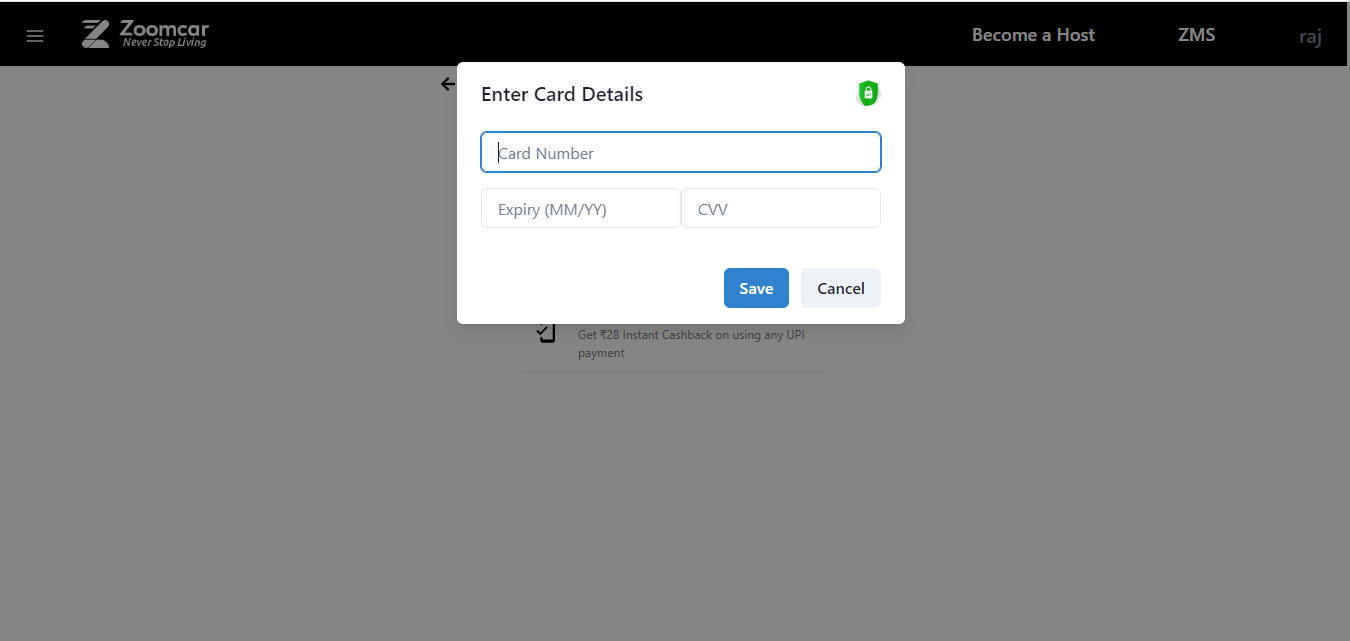 Zoomcar
Never Stop Living
Become a Host
ZMS
raj
Enter Card Details
Card Number
Expiry (MM/YY)
CVV
Save
Cancel
Get ₹28 Instant Cashback on using any UPI
payment